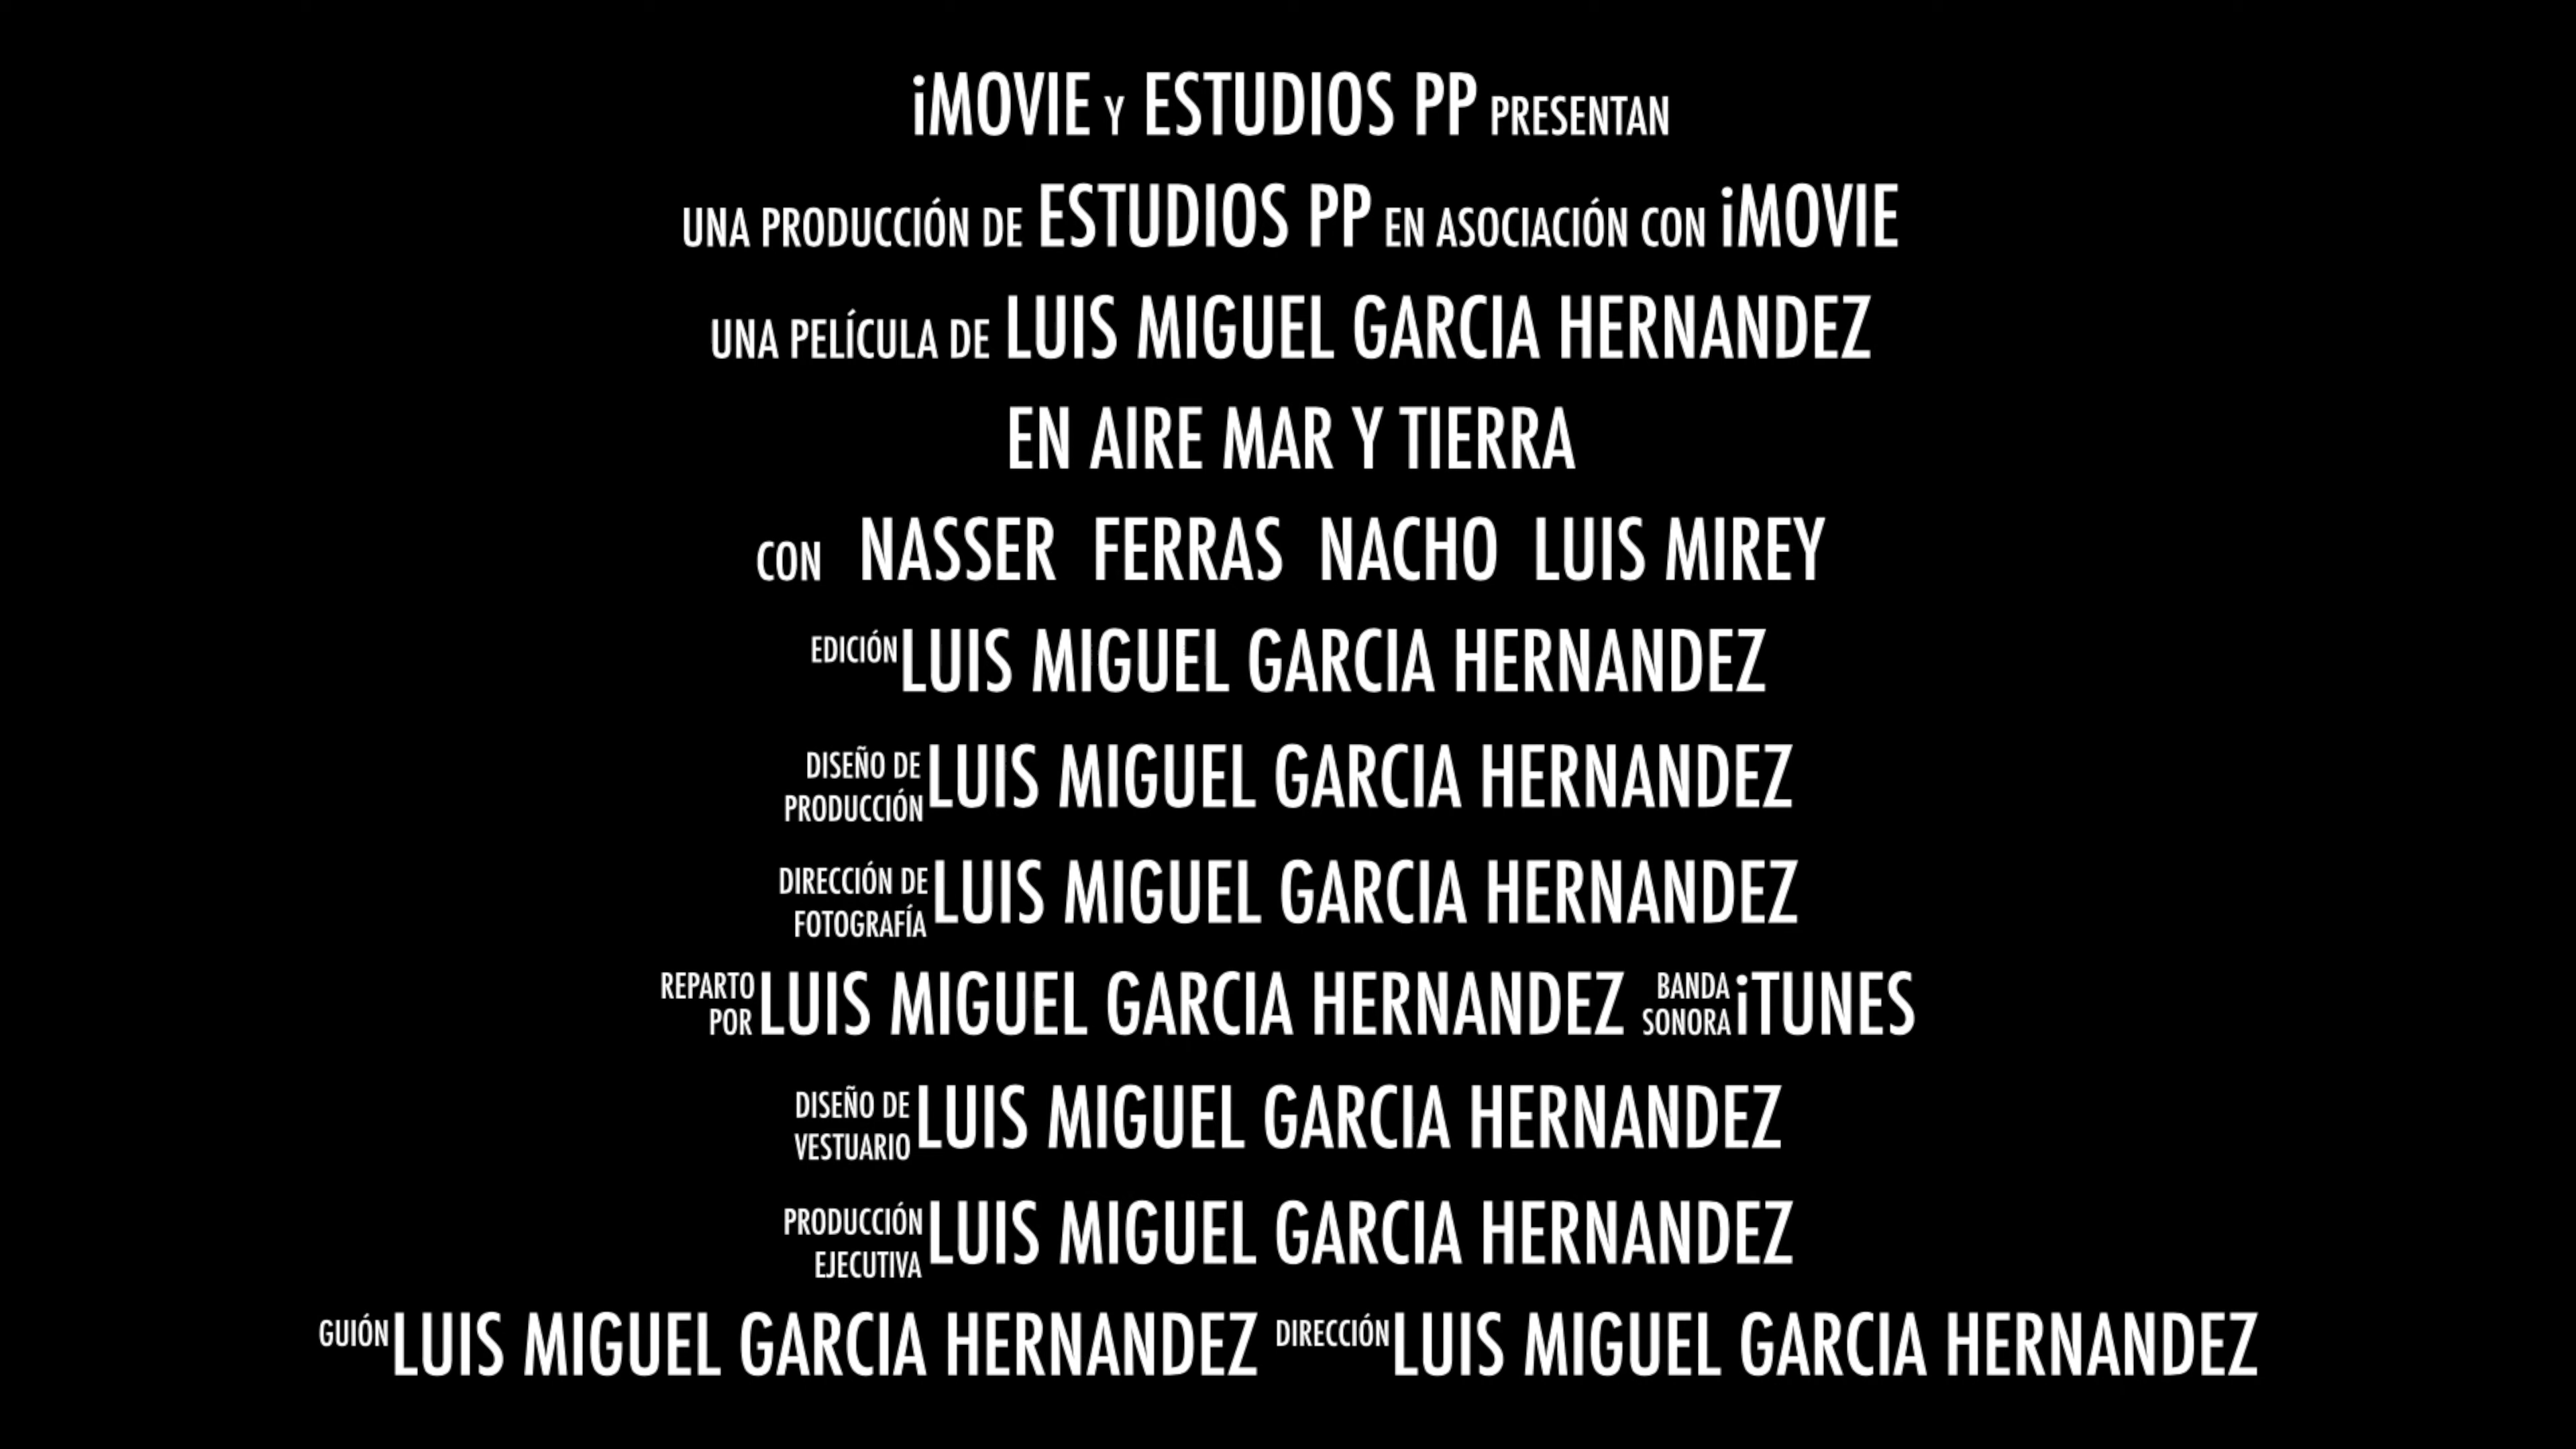 iMOVIE Y ESTUDIOS PP PRESENTAN
UNA PRODUCCIÓN DE ESTUDIOS PP EN ASOCIACIÓN CON iMOVIE
UNA PELÍCULA DE LUIS MIGUEL GARCIA HERNANDEZ
EN AIRE MAR Y TIERRA
CON NASSER FERRAS NACHO LUIS MIREY
EDICIÓN LUIS MIGUEL GARCIA HERNANDEZ
DISEÑO DE PRODUCCIÓN LUIS MIGUEL GARCIA HERNANDEZ
DIRECCIÓN DE FOTOGRAFÍA LUIS MIGUEL GARCIA HERNANDEZ
REPARTO POR LUIS MIGUEL GARCIA HERNANDEZ BANDA SONORA iTUNES
DISEÑO DE VESTUARIO LUIS MIGUEL GARCIA HERNANDEZ
PRODUCCIÓN EJECUTIVA LUIS MIGUEL GARCIA HERNANDEZ
GUIÓN LUIS MIGUEL GARCIA HERNANDEZ DIRECCIÓN LUIS MIGUEL GARCIA HERNANDEZ